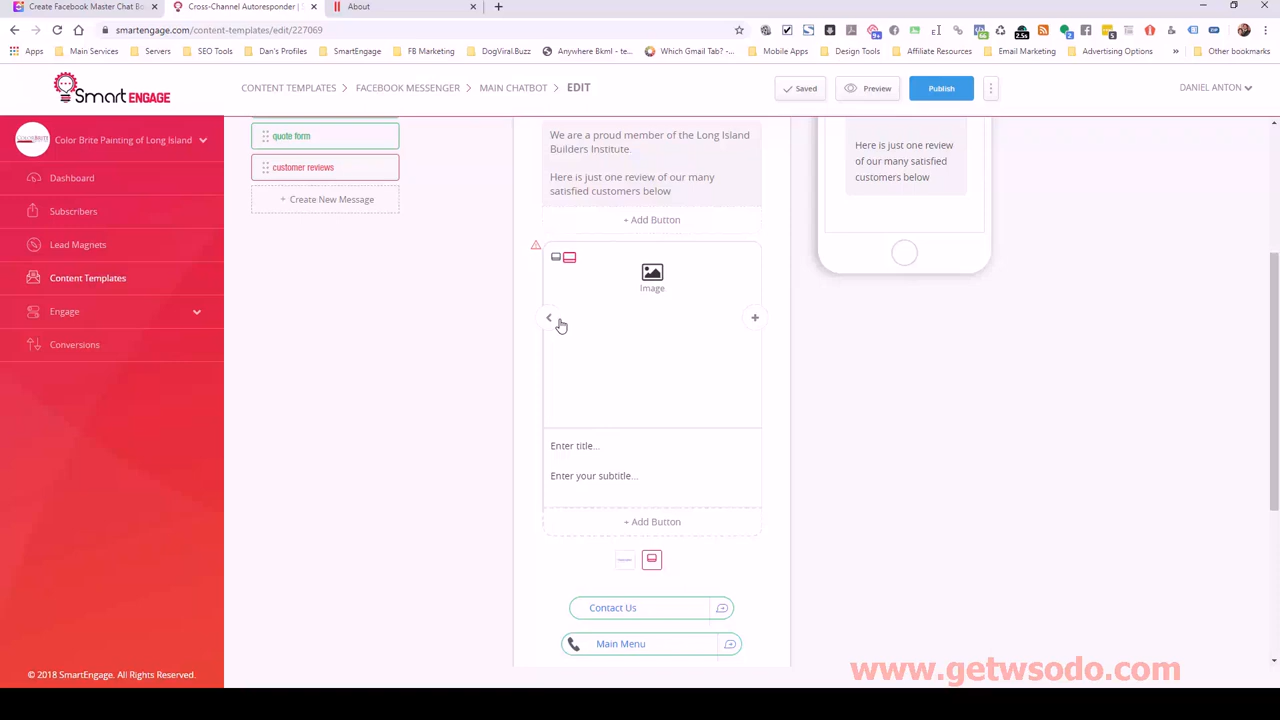 Create Facebook Master Chat Bo
Cross-Channel Autoresponder | S
About
smartengage.com/content-templates/edit/227069
Apps
Main Services
Servers
SEO Tools
Dan's Profiles
SmartEngage
FB Marketing
DogViral.Buzz
Anywhere Bkml - te...
Which Gmail Tab? -...
Mobile Apps
Design Tools
Affiliate Resources
Email Marketing
Advertising Options
Other bookmarks
SmartENGAGE
CONTENT TEMPLATES
FACEBOOK MESSENGER
MAIN CHATBOT
EDIT
Saved
Preview
Publish
DANIEL ANTON
Color Brite Painting of Long Island
Dashboard
Subscribers
Lead Magnets
Content Templates
Engage
Conversions
© 2018 SmartEngage. All Rights Reserved.
quote form
customer reviews
+ Create New Message
We are a proud member of the Long Island
Builders Institute.
Here is just one review of our many
satisfied customers below
+ Add Button
Image
Enter title...
Enter your subtitle...
+ Add Button
Contact Us
Main Menu
Here is just one review
of our many satisfied
customers below
www.getwsodo.com